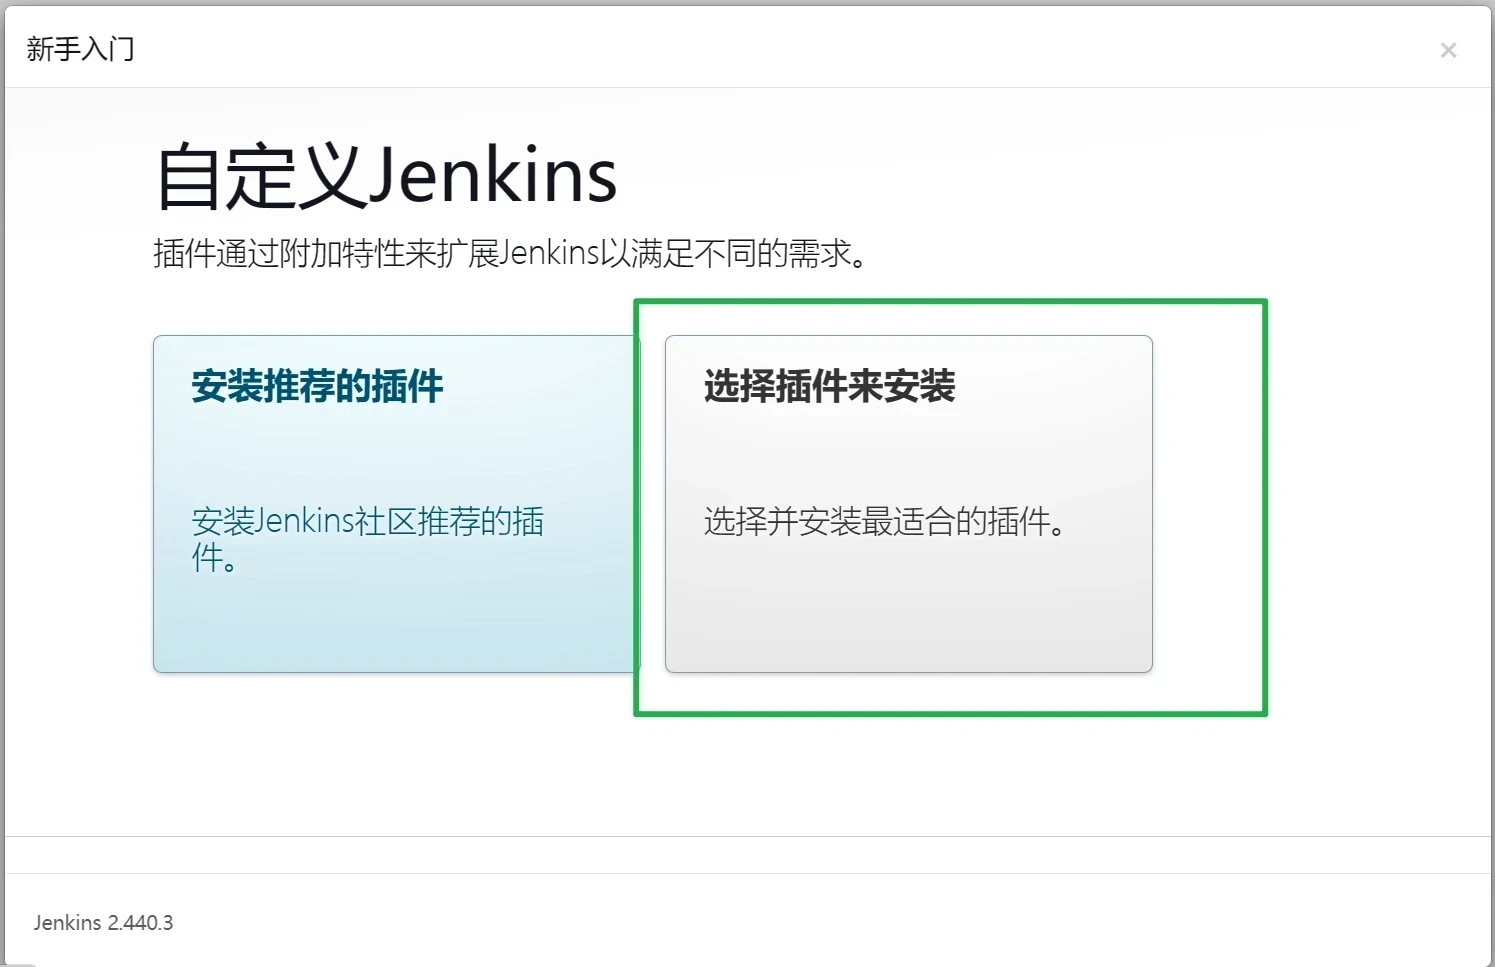 新手入门
×
自定义Jenkins
插件通过附加特性来扩展Jenkins以满足不同的需求。
安装推荐的插件
安装Jenkins社区推荐的插
件。
选择插件来安装
选择并安装最适合的插件。
Jenkins 2.440.3